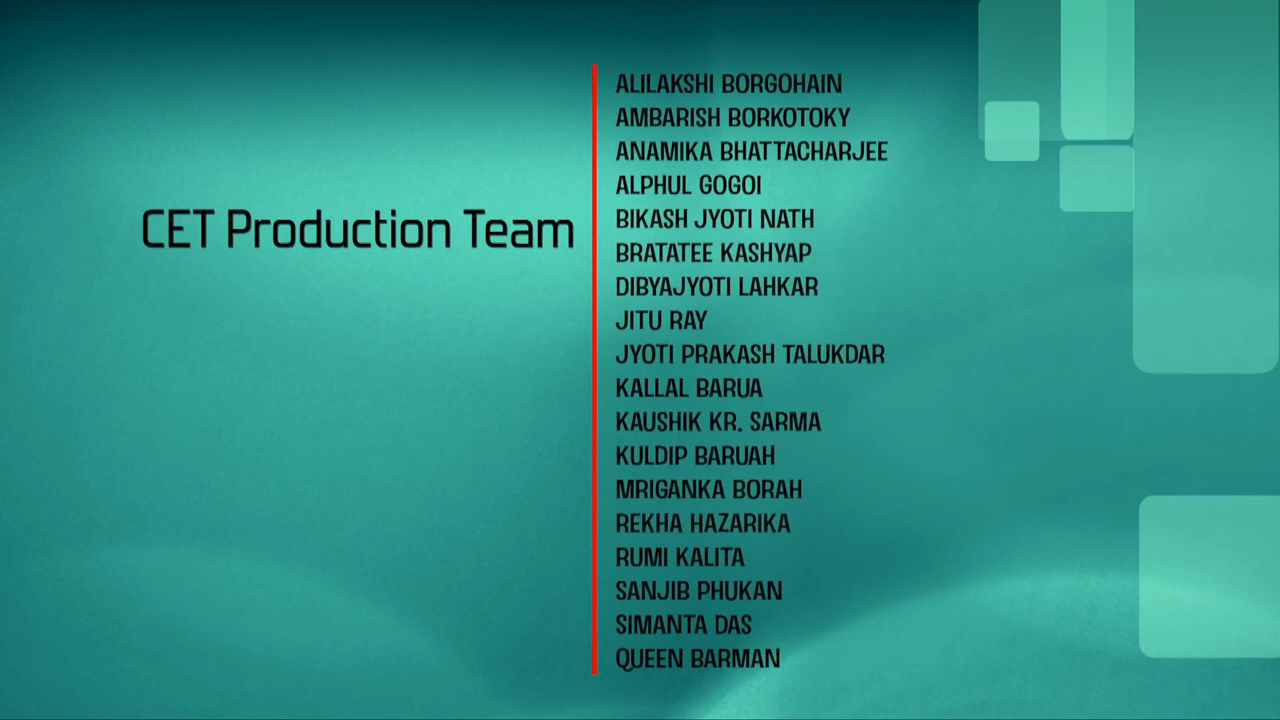 CET Production Team
ALILAKSHI BORGOHAIN
AMBARISH BORKOTOKY
ANAMIKA BHATTACHARJEE
ALPHUL GOGOI
BIKASH JYOTI NATH
BRATATEE KASHYAP
DIBYAJYOTI LAHKAR
JITU RAY
JYOTI PRAKASH TALUKDAR
KALLAL BARUA
KAUSHIK KR. SARMA
KULDIP BARUAH
MRIGANKA BORAH
REKHA HAZARIKA
RUMI KALITA
SANJIB PHUKAN
SIMANTA DAS
QUEEN BARMAN